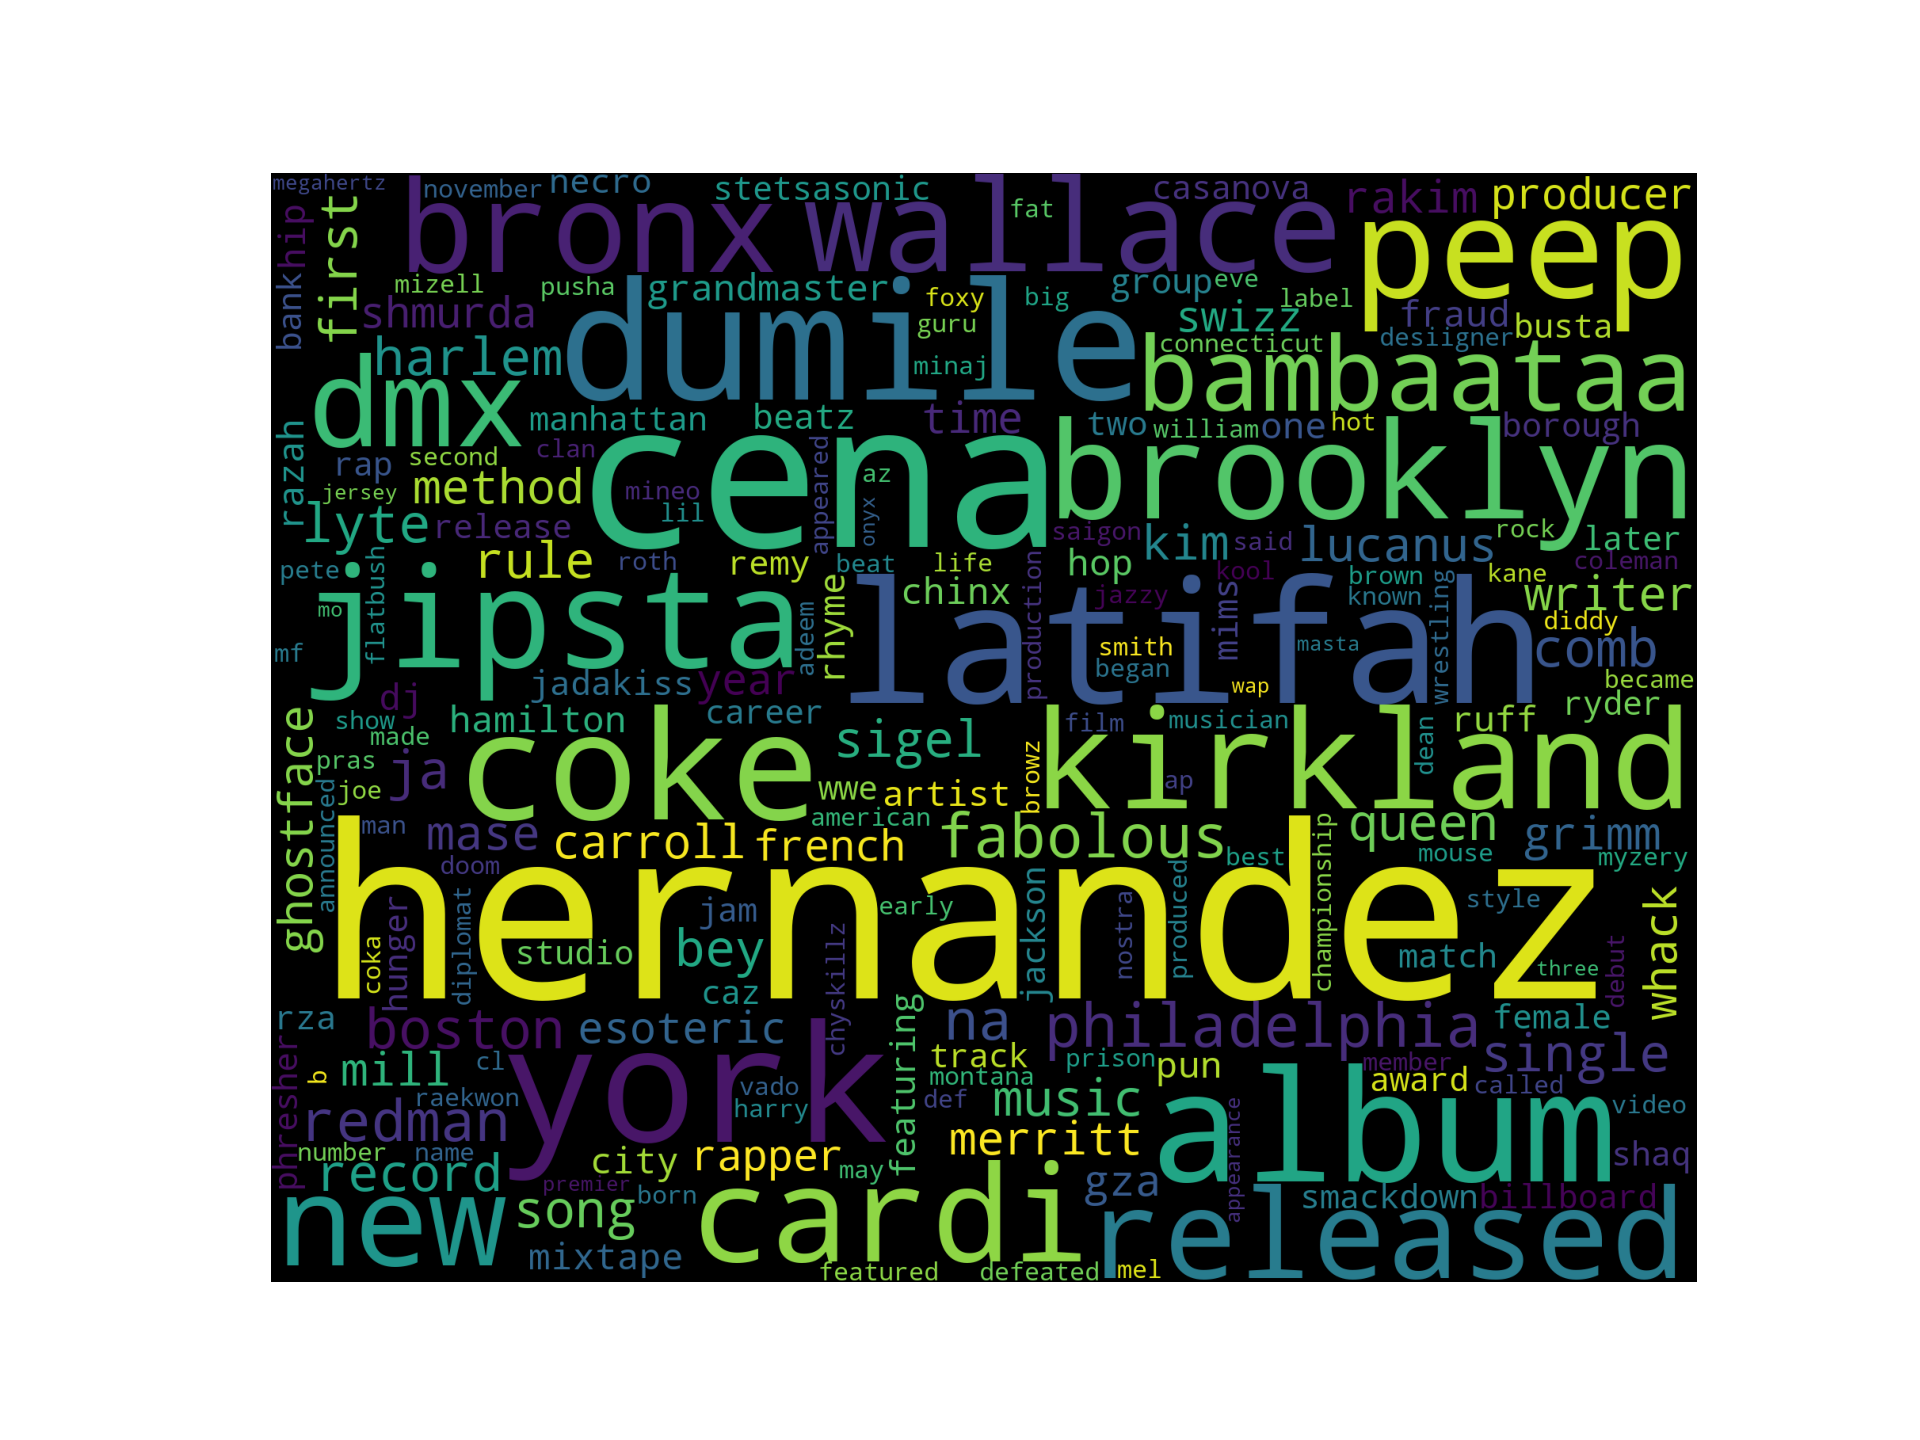 megahertz
november
necro
stetsasonic
casanova
rakim
producer
bank
hip
first
bronx
wallace
fat
peep
mizell
pusha
grandmaster
foxy
big
group
eve
label
shmurda
guru
swizz
fraud
busta
harlem
dumile
minaj
connecticut
desiigner
bambaataa
dmx
manhattan
beatz
time
two
william
one
hot
borough
razzah
rap
second
clan
cena
az
brooklyn
jersey
method
mineo
lil
appeared
onyx
lyte
release
saigon
kim
said
lucanus
rock
later
pete
flatbush
rule
roth
remy
beat
life
hop
kool
brown
kane
coleman
mo
jipsta
adeem
rhyme
chinx
production
jazzy
mims
known
wrestling
writer
mf
latifah
smith
masta
diddy
comb
dj
jadakiss
year
began
wap
became
show
made
hamilton
career
film
musician
dean
ruff
ryder
ghostface
pras
joe
ja
coke
sigel
wwe
artist
browz
kirkland
ap
announced
man
mase
doom
carroll
french
american
fabolous
best
championship
queen
mouse
grimm
myzery
hernandez
coka
hunger
diplomat
studio
jam
bey
early
jackson
nostra
produced
match
style
three
debut
whack
caz
chyskillz
rza
boston
esoteric
york
featuring
na
philadelphia
female
phresher
b
mill
cl
vado
track
montana
prison
pun
member
single
raekwon
harry
def
music
award
called
video
redman
album
number
name
city
rapper
may
merritt
appearance
shaq
record
premier
born
gza
smackdown
billboard
new
song
cardi
released
mixtape
featured
defeated
mel